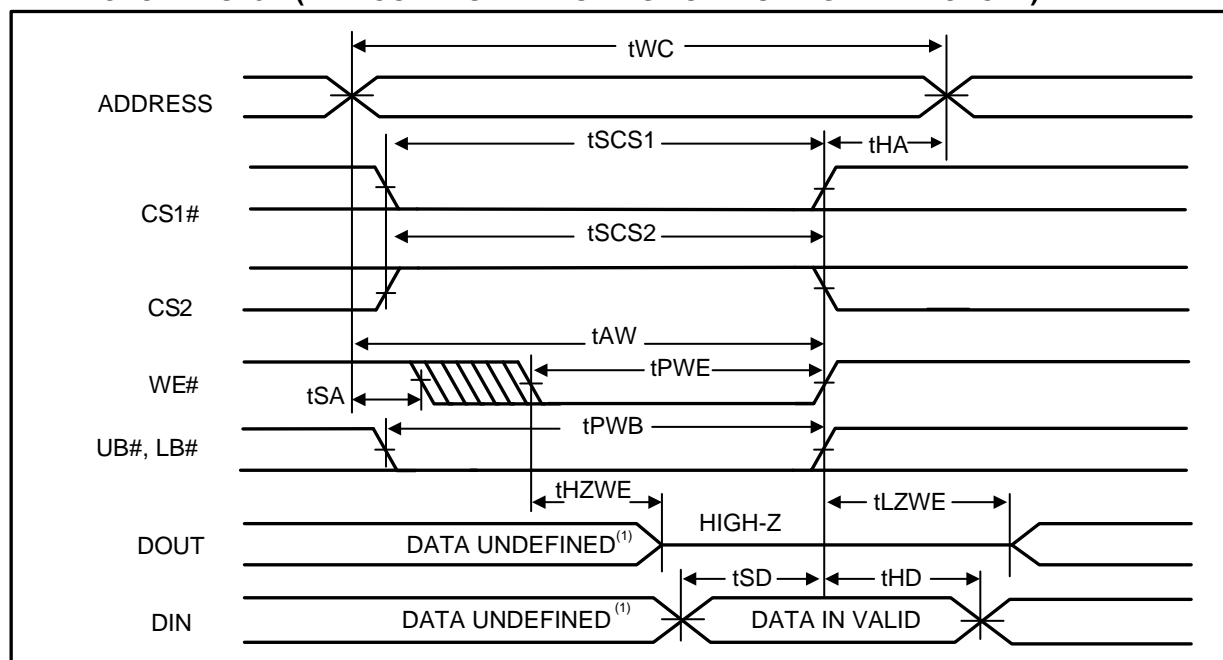 tWC
ADDRESS
tSCS1
tHA
CS1#
tSCS2
CS2
tAW
WE#
tPWE
tSA
tPWB
UB#, LB#
tHZWE
tLZWE
HIGH-Z
DOUT
DATA UNDEFINED(1)
tSD
tHD
DIN
DATA UNDEFINED (1)
DATA IN VALID